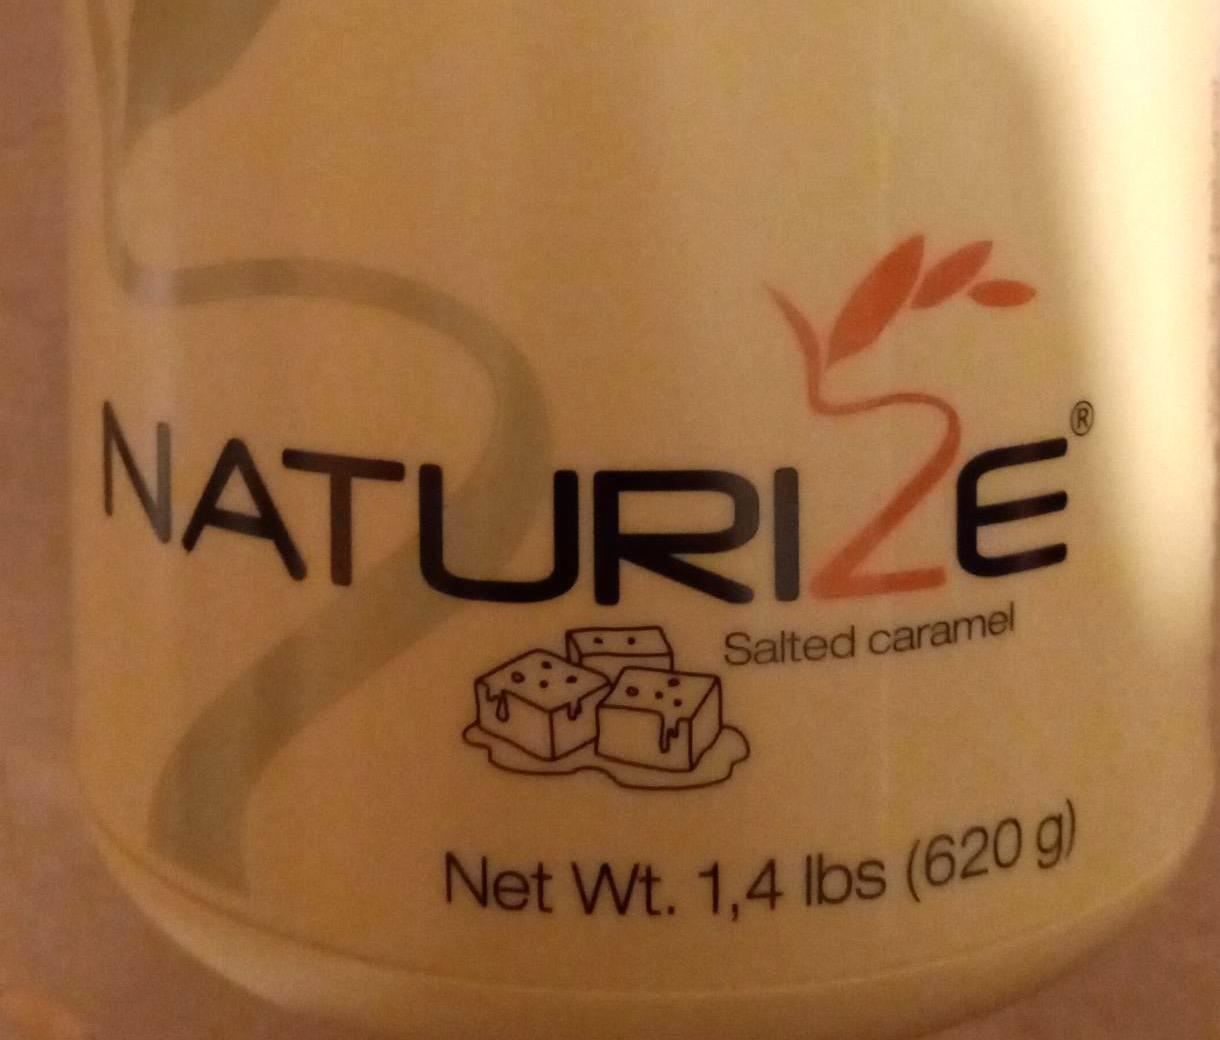 NATURIZE®
Salted caramel
Net Wt. 1,4 lbs (620 g)